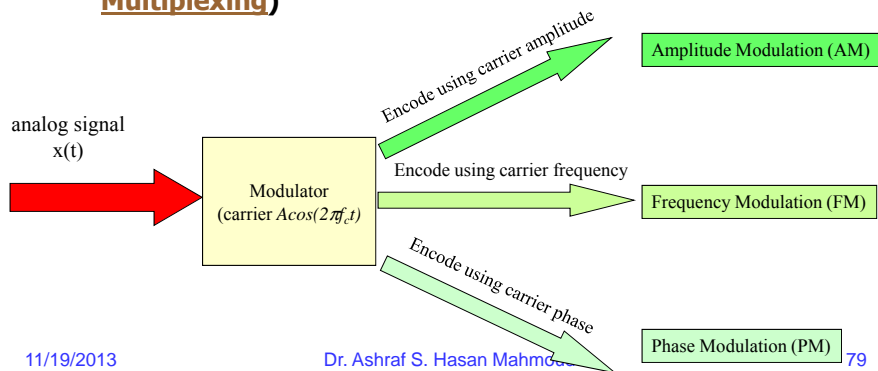 Multiplexing)
Encode using carrier amplitude
Amplitude Modulation (AM)
analog signal
x(t)
Modulator
(carrier Acos(2πf_ct)
Encode using carrier frequency
Frequency Modulation (FM)
Encode using carrier phase
Phase Modulation (PM)
11/19/2013
Dr. Ashraf S. Hasan
79